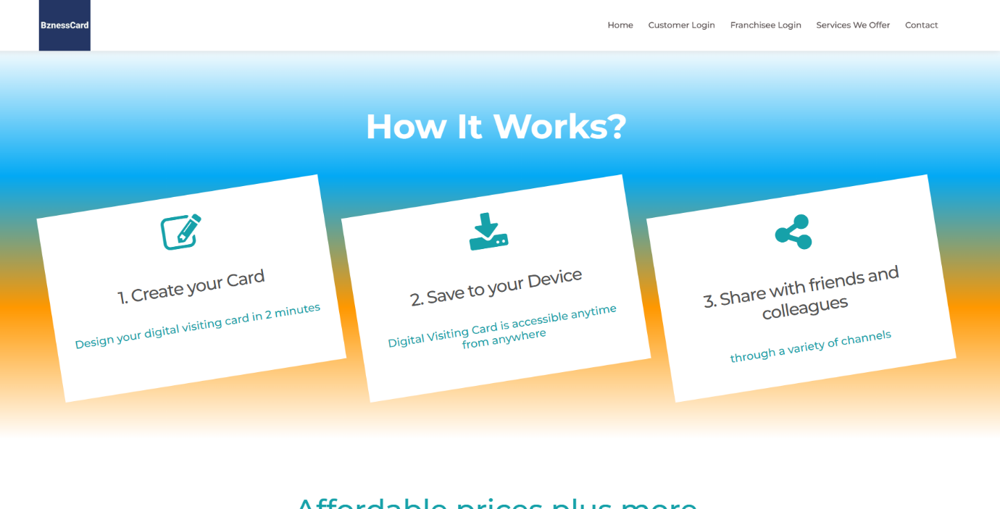 BznessCard
Home Customer Login Franchisee Login Services We Offer Contact
How It Works?
1. Create your Card
Design your digital visiting card in 2 minutes
2. Save to your Device
Digital Visiting Card is accessible anytime
from anywhere
3. Share with friends and
colleagues
through a variety of channels
Affordable prices plus more